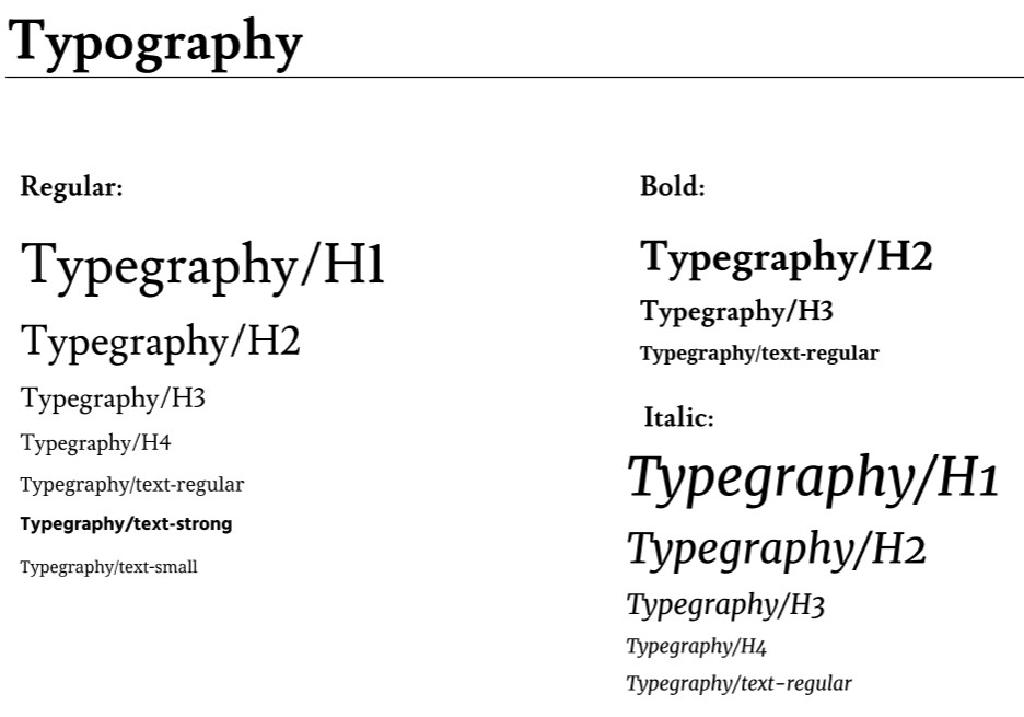 Typography
Regular:
Typegraphy/H1
Typegraphy/H2
Typegraphy/H3
Typegraphy/H4
Typegraphy/text-regular
Typegraphy/text-strong
Typegraphy/text-small
Bold:
Typegraphy/H2
Typegraphy/H3
Typegraphy/text-regular
Italic:
Typegraphy/H1
Typegraphy/H2
Typegraphy/H3
Typegraphy/H4
Typegraphy/text-regular